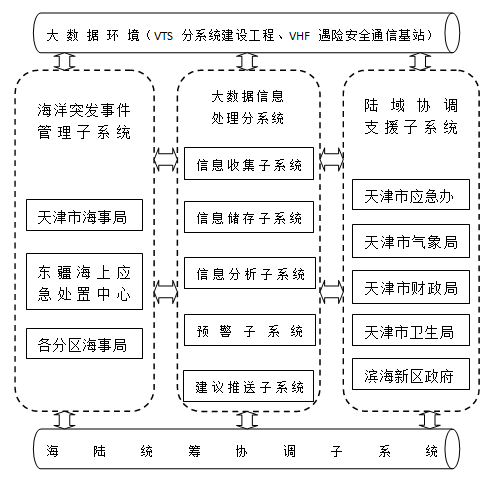 大数据环境（VTS 分系统建设工程、VHF 遇险安全通信基站）
海洋突发事件
管理子系统
天津市海事局
东疆海上应
急处置中心
各分区海事局
大数据信息
处理分系统
信息收集子系统
信息储存子系统
信息分析子系统
预警子系统
建议推送子系统
陆域协调
支援子系统
天津市应急办
天津市气象局
天津市财政局
天津市卫生局
滨海新区政府
海陆统筹协调子系统